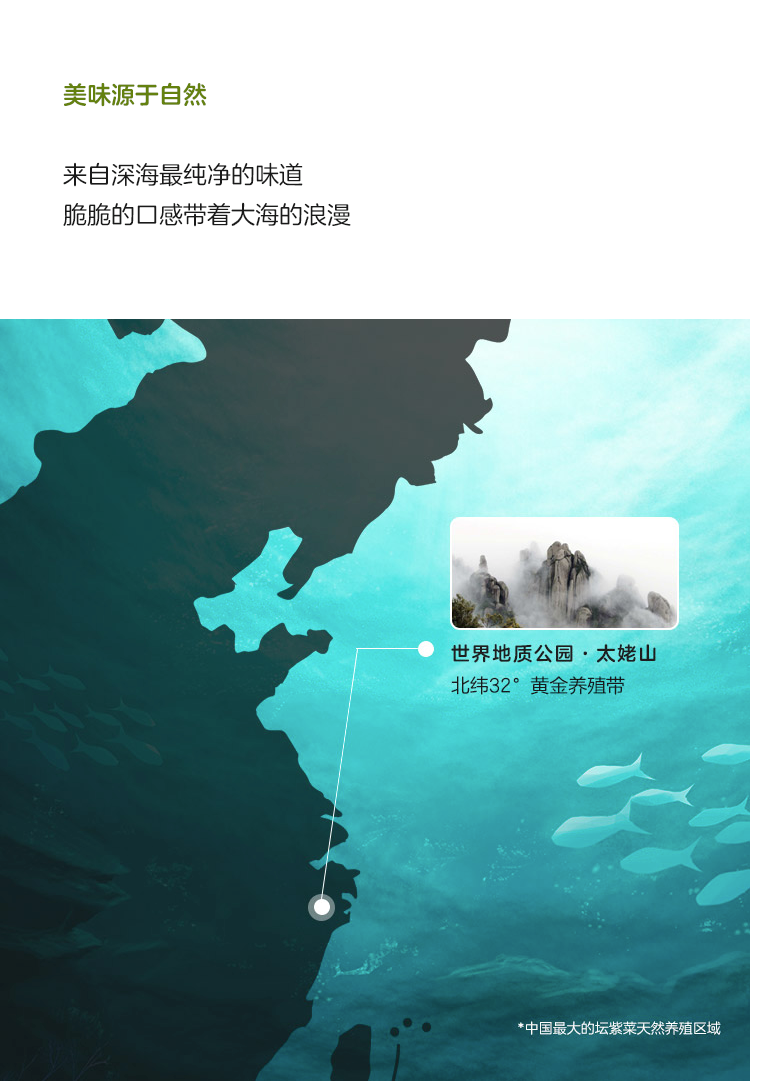 美味源于自然
来自深海最纯净的味道
脆脆的口感带着大海的浪漫
世界地质公园·太姥山
北纬32°黄金养殖带
*中国最大的坛紫菜天然养殖区域